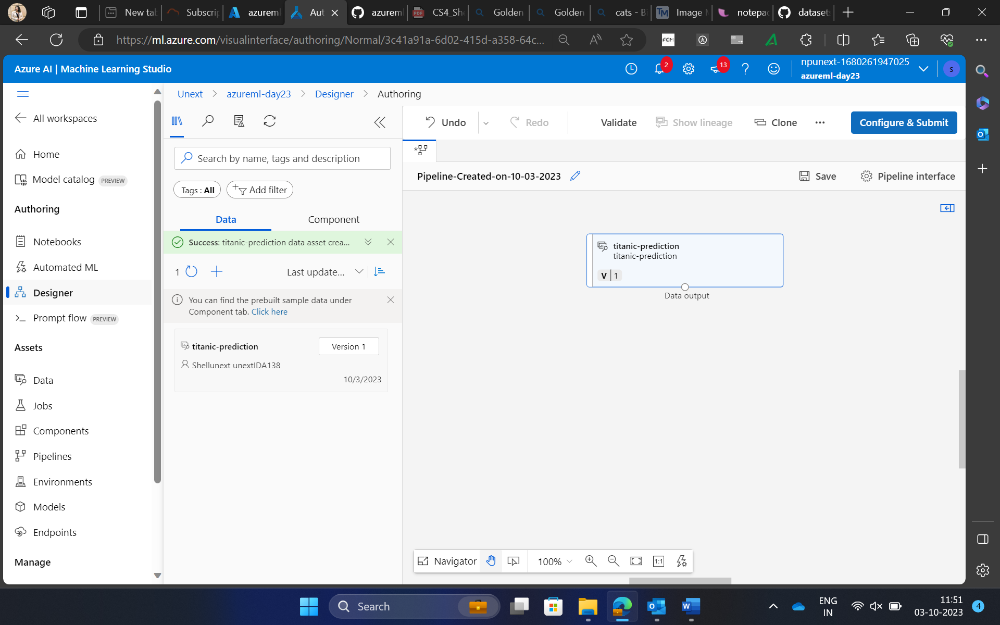 New tab
Subscrip
azureml
Aut
azureml
CS4_She
Golden
Golden
cats - Bi
Image M
notepad
datasets
https://ml.azure.com/visualinterface/authoring/Normal/3c41a91a-6d02-415d-a358-64c...
Azure AI | Machine Learning Studio
2
13
npunext-1680261947025
azureml-day23
S
Unext > azureml-day23 > Designer > Authoring
All workspaces
Home
Model catalog PREVIEW
Authoring
Notebooks
Automated ML
Designer
Prompt flow PREVIEW
Assets
Data
Jobs
Components
Pipelines
Environments
Models
Endpoints
Manage
Search by name, tags and description
Tags : All
Add filter
Data
Component
Success: titanic-prediction data asset crea...
1
Last update...
You can find the prebuilt sample data under
Component tab. Click here
titanic-prediction
Version 1
Shellunext unextIDA138
10/3/2023
Undo
Redo
Validate
Show lineage
Clone
Configure & Submit
Pipeline-Created-on-10-03-2023
Save
Pipeline interface
titanic-prediction
titanic-prediction
V 1
Data output
Navigator
100%
1:1
Search
ENG
IN
11:51
03-10-2023
4